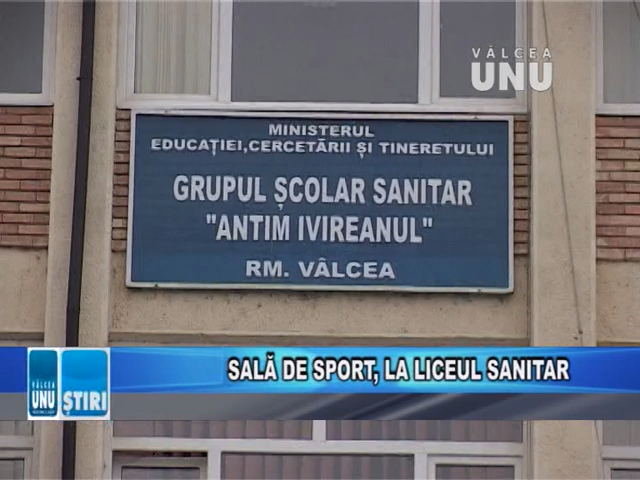 VÂLCEA
UNU
MINISTERUL
EDUCAȚIEI,CERCETĂRII ȘI TINERETULUI
GRUPUL ȘCOLAR SANITAR
"ANTIM IVIREANUL"
RM. VÂLCEA
SALĂ DE SPORT, LA LICEUL SANITAR
VÂLCEA
UNU
ȘTIRI